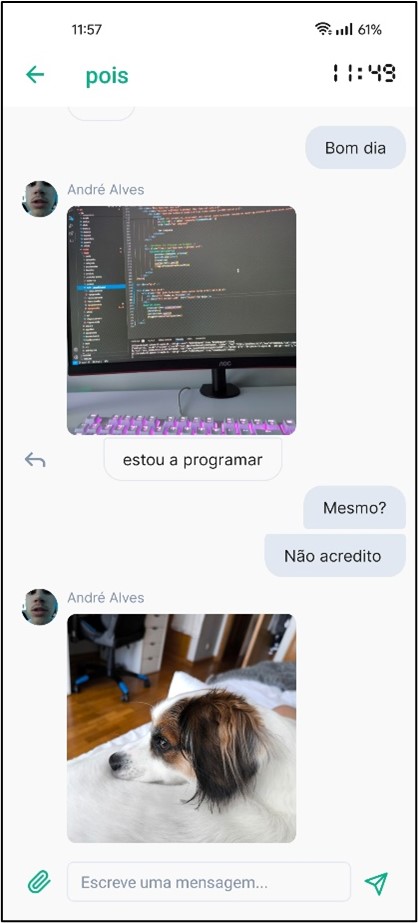 11:57
61%
pois
11:49
Bom dia
André Alves
AOC
estou a programar
Mesmo?
Não acredito
André Alves
Escreve uma mensagem...